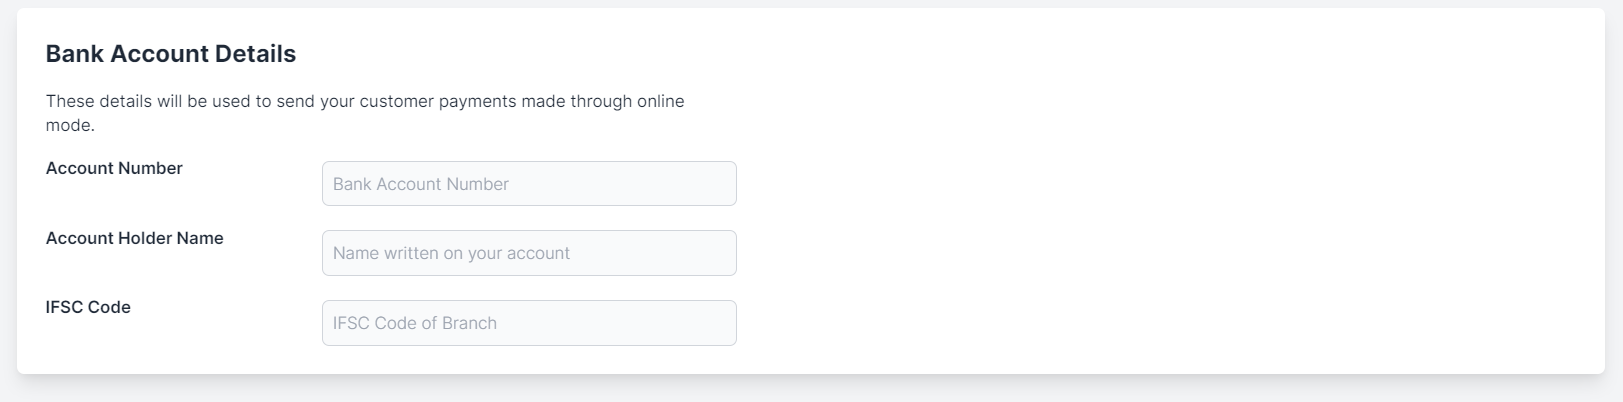 Bank Account Details
These details will be used to send your customer payments made through online
mode.
Account Number
Bank Account Number
Account Holder Name
Name written on your account
IFSC Code
IFSC Code of Branch